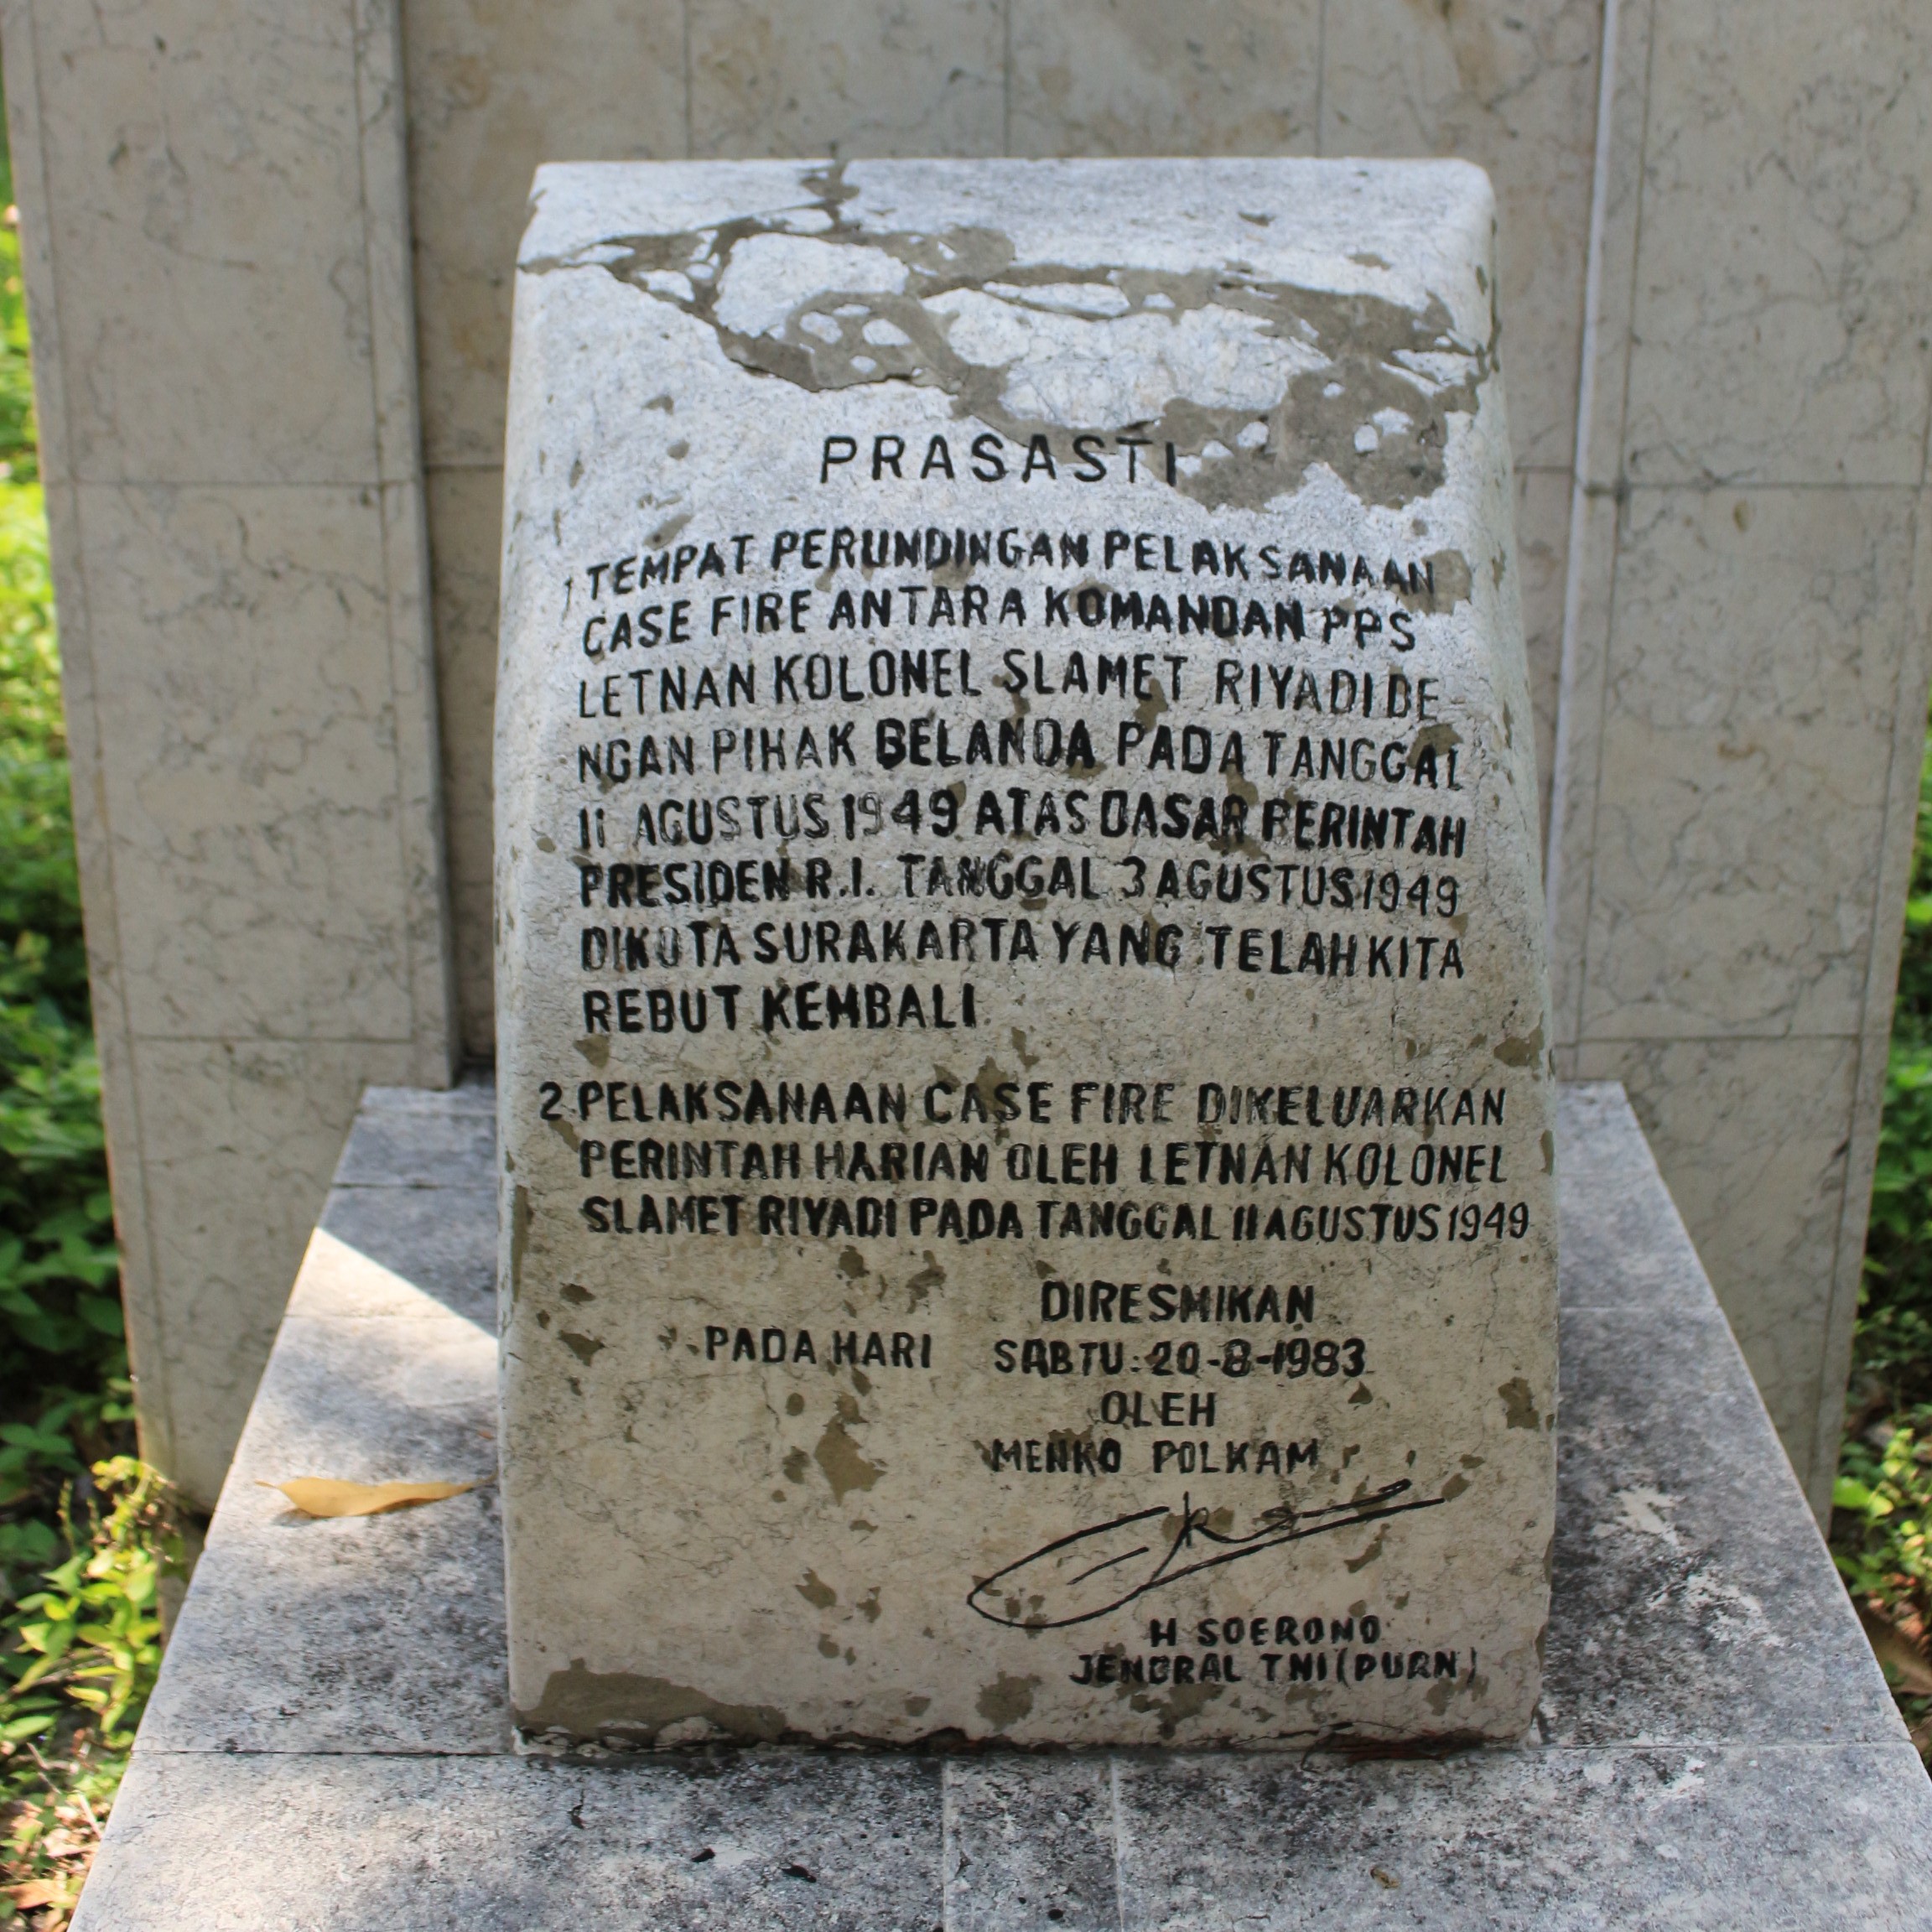 PRASASTI
1 TEMPAT PERUNDINGAN PELAKSANAAN
CASE FIRE ANTARA KOMANDAN PPS
LETNAN KOLONEL SLAMET RIYADI DE
NGAN PIHAK BELANDA PADA TANGGAL
11 AGUSTUS 1949 ATAS DASAR PERINTAH
PRESIDEN R.I. TANGGAL 3 AGUSTUS 1949
DIKOTA SURAKARTA YANG TELAH KITA
REBUT KEMBALI.
2. PELAKSANAAN CASE FIRE DIKELUARKAN
PERINTAH HARIAN OLEH LETNAN KOLONEL
SLAMET RIYADI PADA TANGGAL 11 AGUSTUS 1949
DIRESMIKAN
PADA HARI SABTU: 20-8-1983
OLEH
MENKO POLKAM
H SOERONO
JENDRAL TNI (PURN)